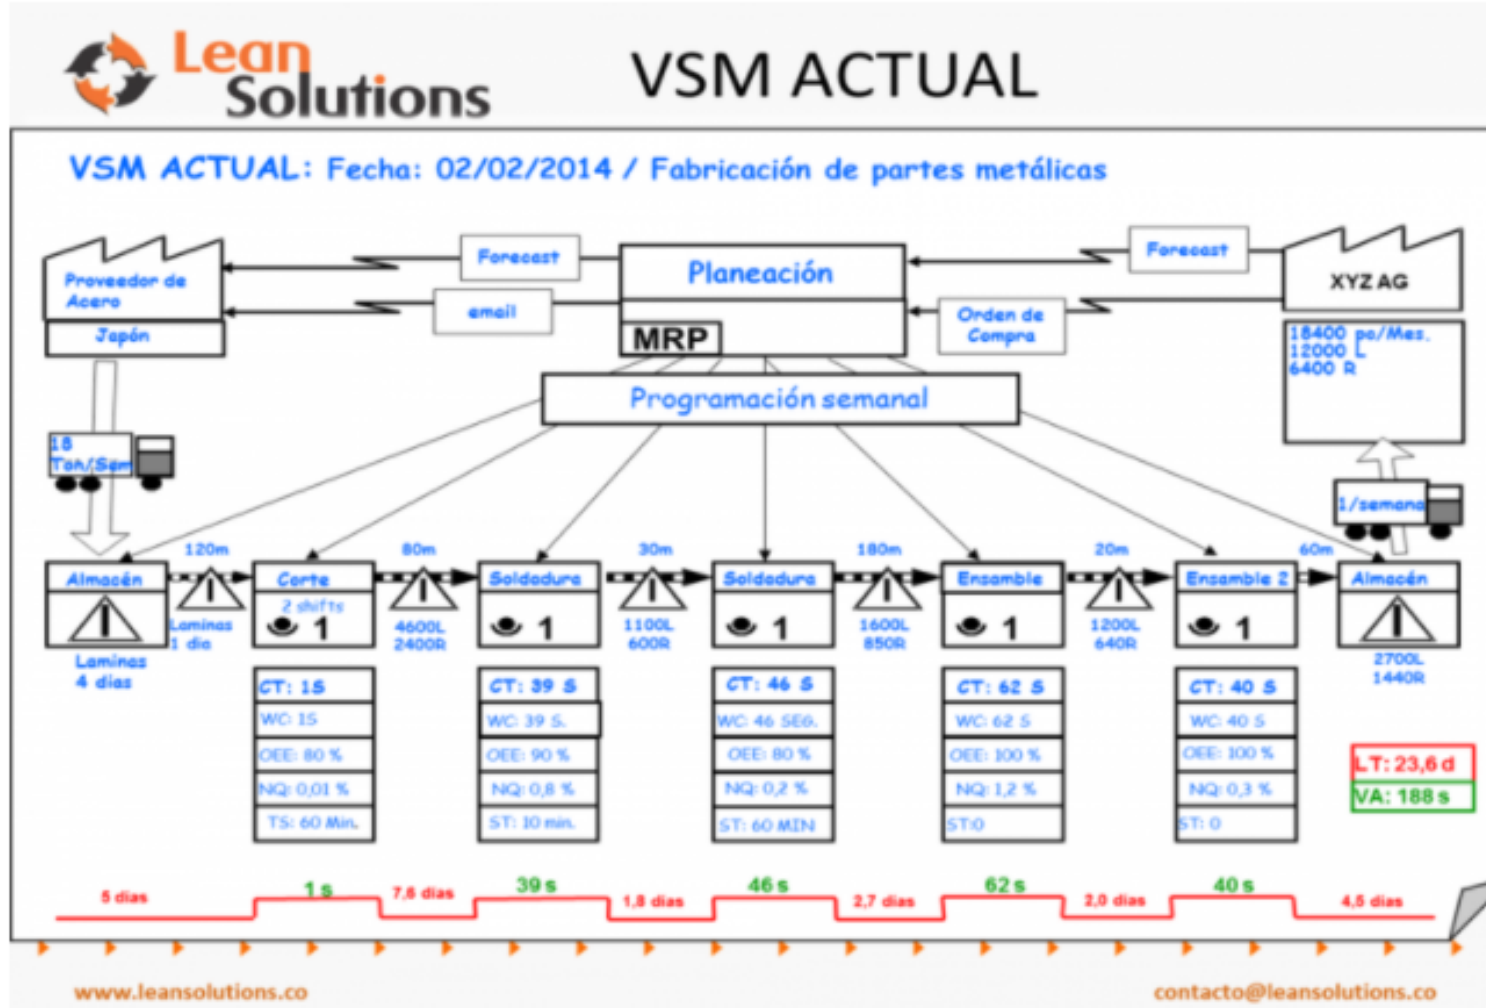 Lean
Solutions
VSM ACTUAL
VSM ACTUAL: Fecha: 02/02/2014 / Fabricación de partes metálicas
Proveedor de
Acero
Japón
Forecast
email
Planeación
MRP
Forecast
Orden de
Compra
XYZ AG
18400 pa/Mes.
12000 L
6400 R
Programación semanal
18
Ton/Sem
1/semana
120m
80m
30m
180m
20m
60m
Almacén
Corte
Soldadura
Soldadura
Ensamble
Ensamble 2
Almacén
2 shifts
1
1
1
1
1
Laminas
1 dia
4600L
2400R
1100L
600R
1600L
850R
1200L
640R
Laminas
4 dias
2700L
1440R
CT: 1S
WC: 1S
OEE: 80 %
NQ: 0,01 %
TS: 60 Min.
CT: 39 S
WC: 39 S.
OEE: 90 %
NQ: 0,8 %
ST: 10 min.
CT: 46 S
WC: 46 SEG.
OEE: 80 %
NQ: 0,2 %
ST: 60 MIN
CT: 62 S
WC: 62 S
OEE: 100 %
NQ: 1,2 %
ST:0
CT: 40 S
WC: 40 S
OEE: 100 %
NQ: 0,3 %
ST: 0
LT: 23,6 d
VA: 188 s
5 dias
1 s
7,6 dias
39 s
1,8 dias
46 s
2,7 dias
62 s
2,0 dias
40 s
4,5 dias
www.leansolutions.co
contacto@leansolutions.co